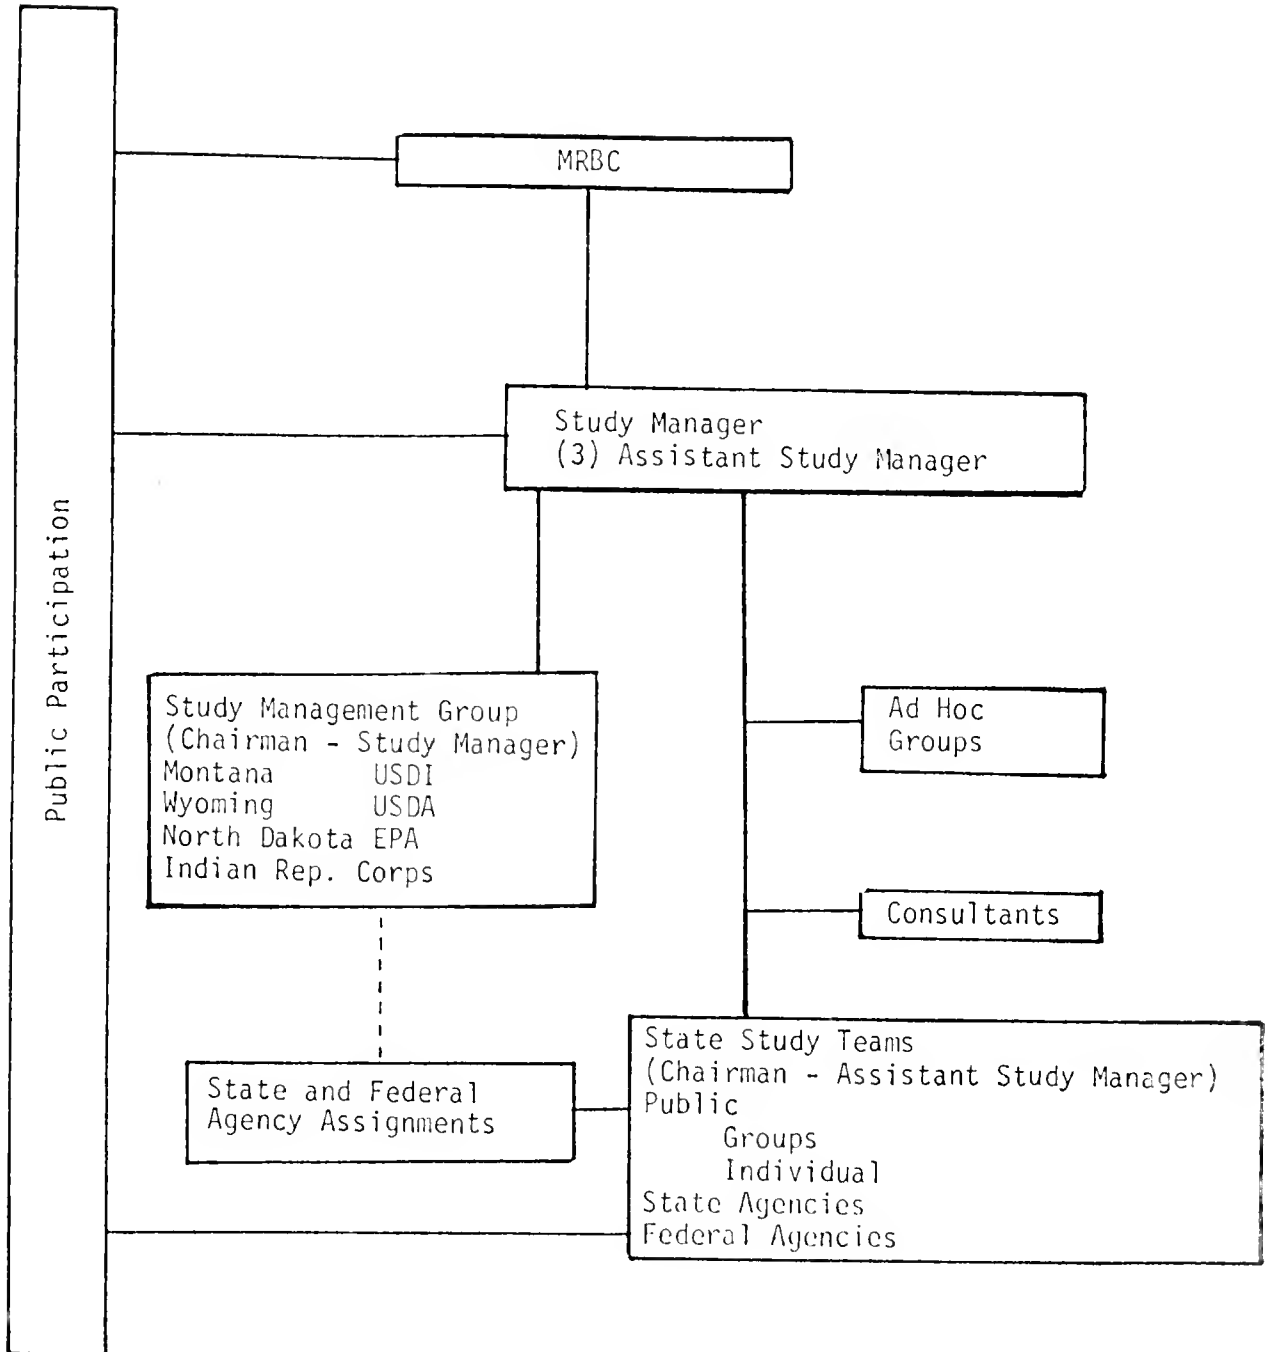 Public Participation
MRBC
Study Manager
(3) Assistant Study Manager
Study Management Group
(Chairman - Study Manager)
Montana USDI
Wyoming USDA
North Dakota EPA
Indian Rep. Corps
Ad Hoc
Groups
Consultants
State and Federal
Agency Assignments
State Study Teams
(Chairman - Assistant Study Manager)
Public
Groups
Individual
State Agencies
Federal Agencies